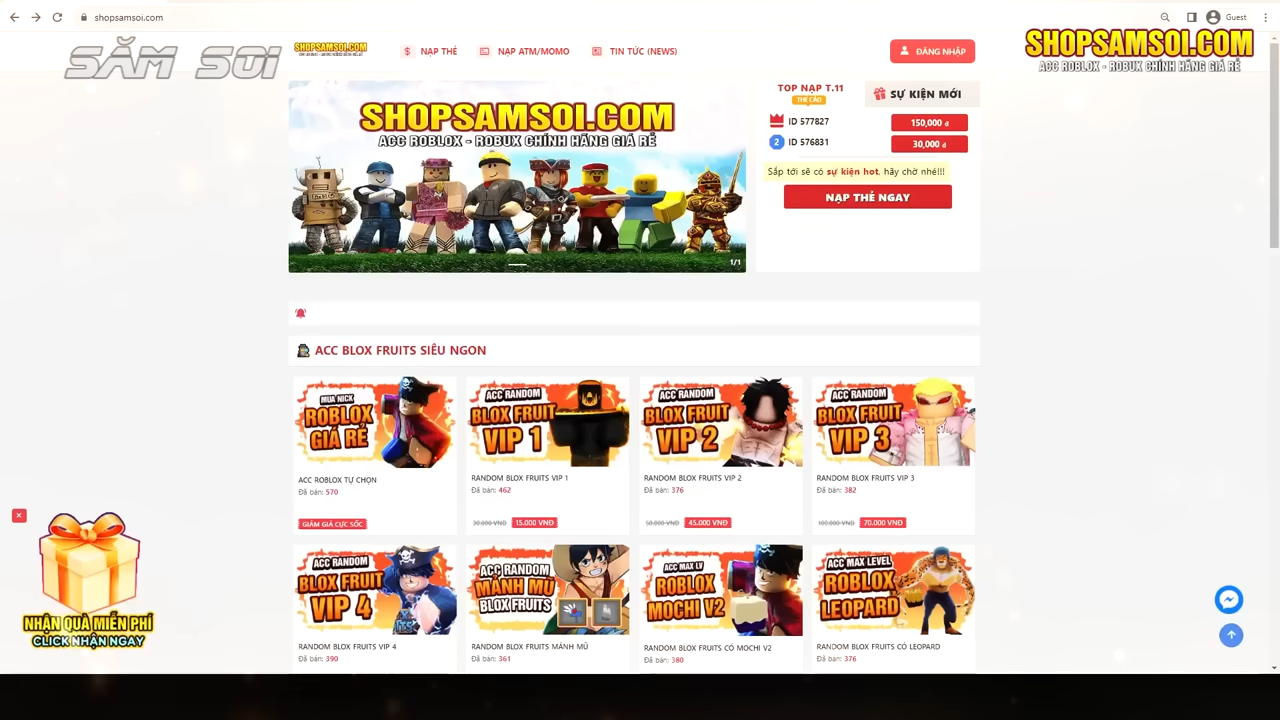 shopsamsoi.com
Guest
SĂM SOI
SHOPSAMSOI.COM
NẠP THẺ
NẠP ATM/MOMO
TIN TỨC (NEWS)
ĐĂNG NHẬP
SHOPSAMSOI.COM
ACC ROBLOX - ROBUX CHÍNH HÃNG GIÁ RẺ
SHOPSAMSOI.COM
ACC ROBLOX - ROBUX CHÍNH HÃNG GIÁ RẺ
1/1
TOP NẠP T.11
THẺ CÀO
SỰ KIỆN MỚI
ID 577827
150,000 đ
2 ID 576831
30,000 đ
Sắp tới sẽ có sự kiện hot, hãy chờ nhé!!!
NẠP THẺ NGAY
ACC BLOX FRUITS SIÊU NGON
MUA NICK
ROBLOX
GIÁ RẺ
ACC ROBLOX TỰ CHỌN
Đã bán: 570
GIẢM GIÁ CỰC SỐC
ACC RANDOM
BLOX FRUIT
VIP 1
RANDOM BLOX FRUITS VIP 1
Đã bán: 462
30.000 VNĐ 15.000 VNĐ
ACC RANDOM
BLOX FRUIT
VIP 2
RANDOM BLOX FRUITS VIP 2
Đã bán: 376
50.000 VNĐ 45.000 VNĐ
ACC RANDOM
BLOX FRUIT
VIP 3
RANDOM BLOX FRUITS VIP 3
Đã bán: 382
100.000 VNĐ 70.000 VNĐ
ACC RANDOM
BLOX FRUIT
VIP 4
RANDOM BLOX FRUITS VIP 4
Đã bán: 390
ACC RANDOM
MẢNH MŨ
BLOX FRUITS
RANDOM BLOX FRUITS MẢNH MŨ
Đã bán: 361
ACC MAX LV
ROBLOX
MOCHI V2
RANDOM BLOX FRUITS CÓ MOCHI V2
Đã bán: 380
ACC MAX LEVEL
ROBLOX
LEOPARD
RANDOM BLOX FRUITS CÓ LEOPARD
Đã bán: 376
NHẬN QUÀ MIỄN PHÍ
CLICK NHẬN NGAY